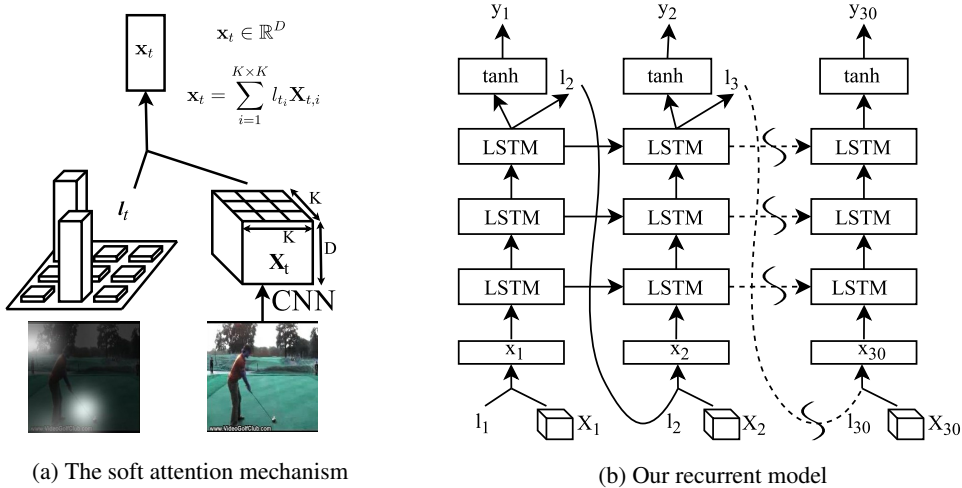 x_t
x_t ∈ ℝ^D
x_t = ∑_{i=1}^{K×K} l_{t_i} X_{t,i}
l_t
K
K
D
X_t
CNN
www.VideoGolfClub.com
www.VideoGolfClub.com
(a) The soft attention mechanism
y_1 y_2 y_30
tanh l_2 tanh l_3 tanh
LSTM LSTM LSTM
LSTM LSTM LSTM
LSTM LSTM LSTM
x_1 x_2 x_30
l_1 X_1 l_2 X_2 l_30 X_30
(b) Our recurrent model